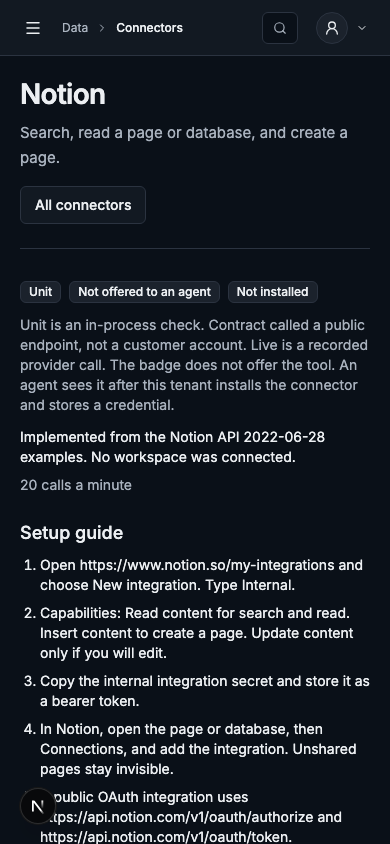 Data > Connectors
Notion
Search, read a page or database, and create a
page.
All connectors
Unit
Not offered to an agent
Not installed
Unit is an in-process check. Contract called a public
endpoint, not a customer account. Live is a recorded
provider call. The badge does not offer the tool. An
agent sees it after this tenant installs the connector
and stores a credential.
Implemented from the Notion API 2022-06-28
examples. No workspace was connected.
20 calls a minute
Setup guide
1. Open https://www.notion.so/my-integrations and
choose New integration. Type Internal.
2. Capabilities: Read content for search and read.
Insert content to create a page. Update content
only if you will edit.
3. Copy the internal integration secret and store it as
a bearer token.
4. In Notion, open the page or database, then
Connections, and add the integration. Unshared
pages stay invisible.
public OAuth integration uses
https://api.notion.com/v1/oauth/authorize and
https://api.notion.com/v1/oauth/token.
N